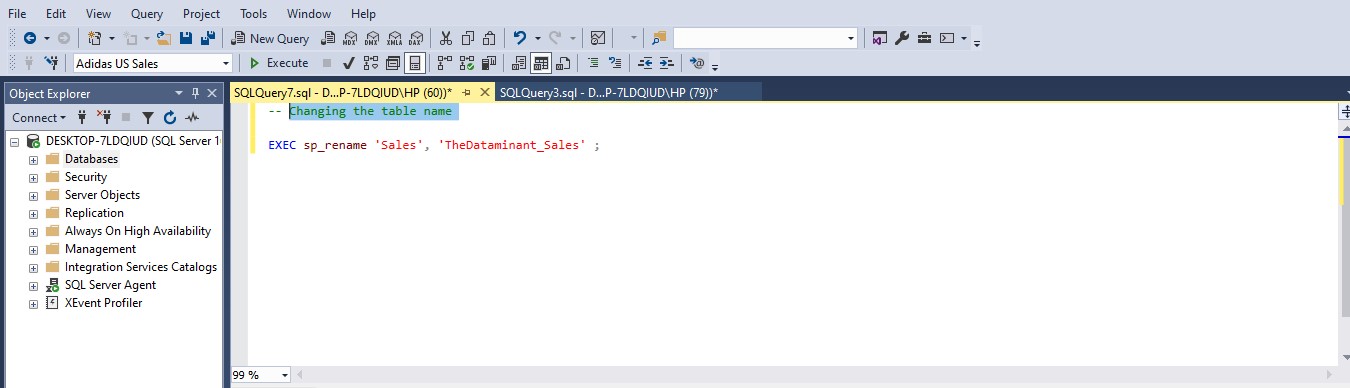 File Edit View Query Project Tools Window Help
New Query MDX DMX XMLA DAX
Adidas US Sales Execute
Object Explorer
Connect
DESKTOP-7LDQIUD (SQL Server 1
Databases
Security
Server Objects
Replication
Always On High Availability
Management
Integration Services Catalogs
SQL Server Agent
XEvent Profiler
SQLQuery7.sql - D...P-7LDQIUD\HP (60))* SQLQuery3.sql - D...P-7LDQIUD\HP (79))*
-- Changing the table name
EXEC sp_rename 'Sales', 'TheDataminant_Sales' ;
99 %